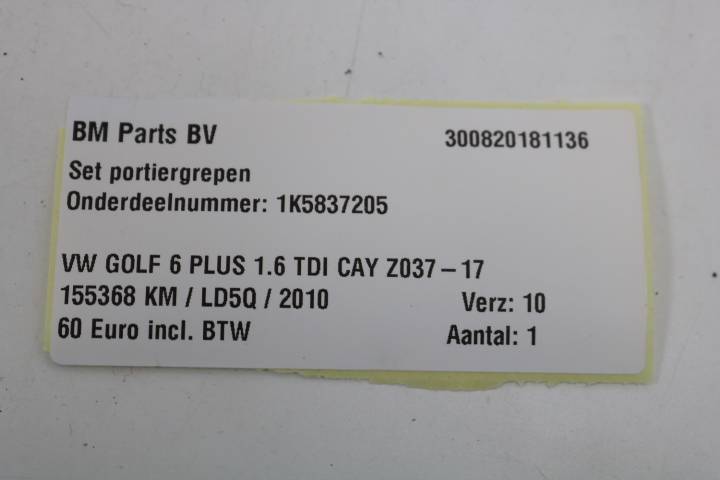 BM Parts BV 300820181136
Set portiergrepen
Onderdeelnummer: 1K5837205
VW GOLF 6 PLUS 1.6 TDI CAY Z037 – 17
155368 KM / LD5Q / 2010 Verz: 10
60 Euro incl. BTW Aantal: 1